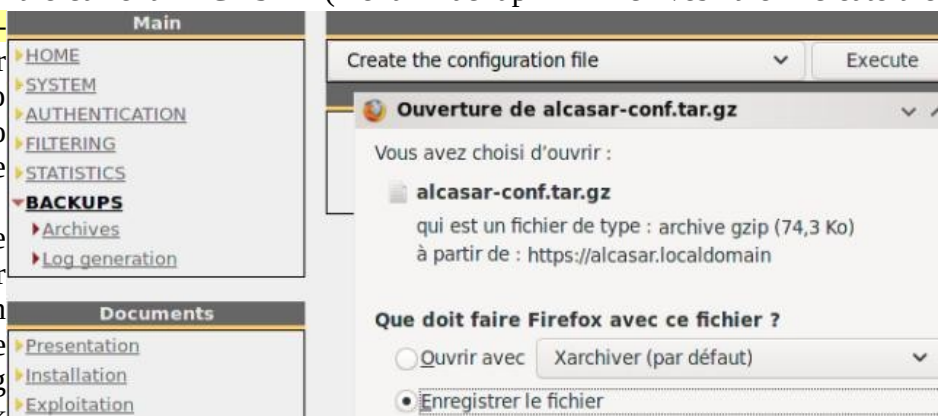 Main
HOME
SYSTEM
AUTHENTICATION
FILTERING
STATISTICS
BACKUPS
Archives
Log generation
Documents
Presentation
Installation
Exploitation
Create the configuration file
Execute
Ouverture de alcasar-conf.tar.gz
Vous avez choisi d'ouvrir :
alcasar-conf.tar.gz
qui est un fichier de type : archive gzip (74,3 Ko)
à partir de : https://alcasar.localdomain
Que doit faire Firefox avec ce fichier ?
Ouvrir avec Xarchiver (par défaut)
Enregistrer le fichier